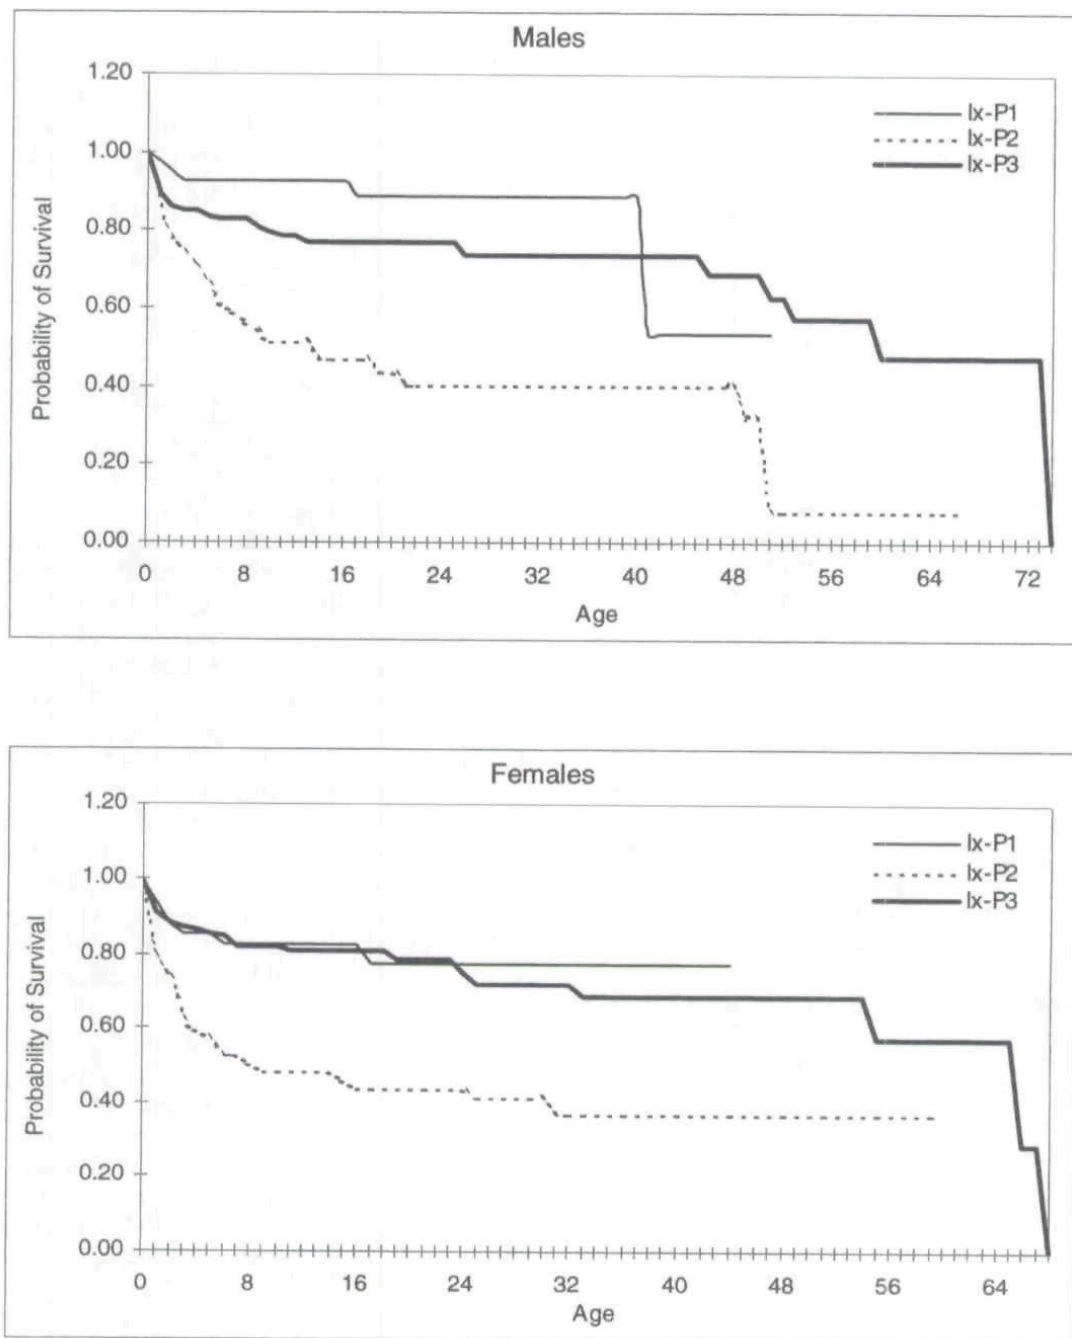 Males
1.20
1.00
0.80
0.60
0.40
0.20
0.00
Probability of Survival
lx-P1
lx-P2
lx-P3
0 8 16 24 32 40 48 56 64 72
Age
Females
1.20
1.00
0.80
0.60
0.40
0.20
0.00
Probability of Survival
lx-P1
lx-P2
lx-P3
0 8 16 24 32 40 48 56 64
Age